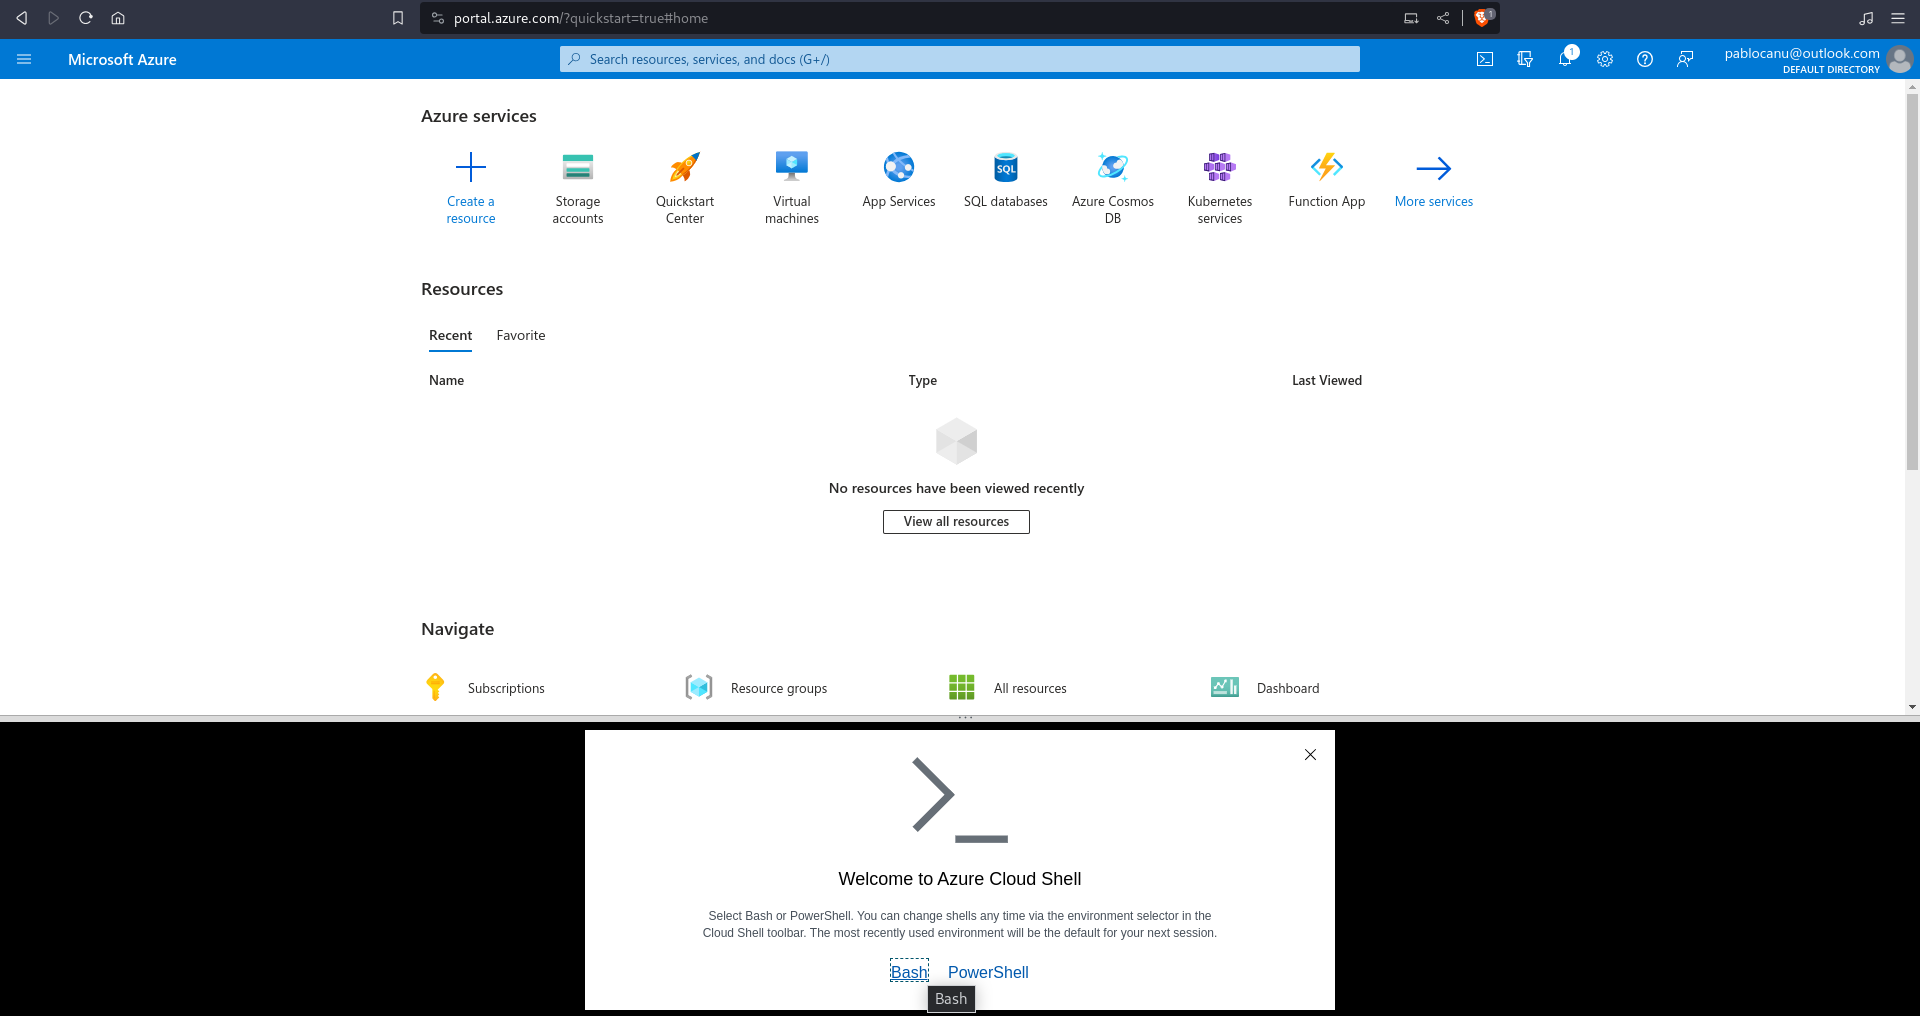 portal.azure.com/?quickstart=true#home
1
Microsoft Azure
Search resources, services, and docs (G+/)
1
pablocanu@outlook.com
DEFAULT DIRECTORY
Azure services
Create a
resource
Storage
accounts
Quickstart
Center
Virtual
machines
App Services
SQL
SQL databases
Azure Cosmos
DB
Kubernetes
services
Function App
More services
Resources
Recent
Favorite
Name
Type
Last Viewed
No resources have been viewed recently
View all resources
Navigate
Subscriptions
Resource groups
All resources
Dashboard
Welcome to Azure Cloud Shell
Select Bash or PowerShell. You can change shells any time via the environment selector in the
Cloud Shell toolbar. The most recently used environment will be the default for your next session.
Bash
PowerShell
Bash